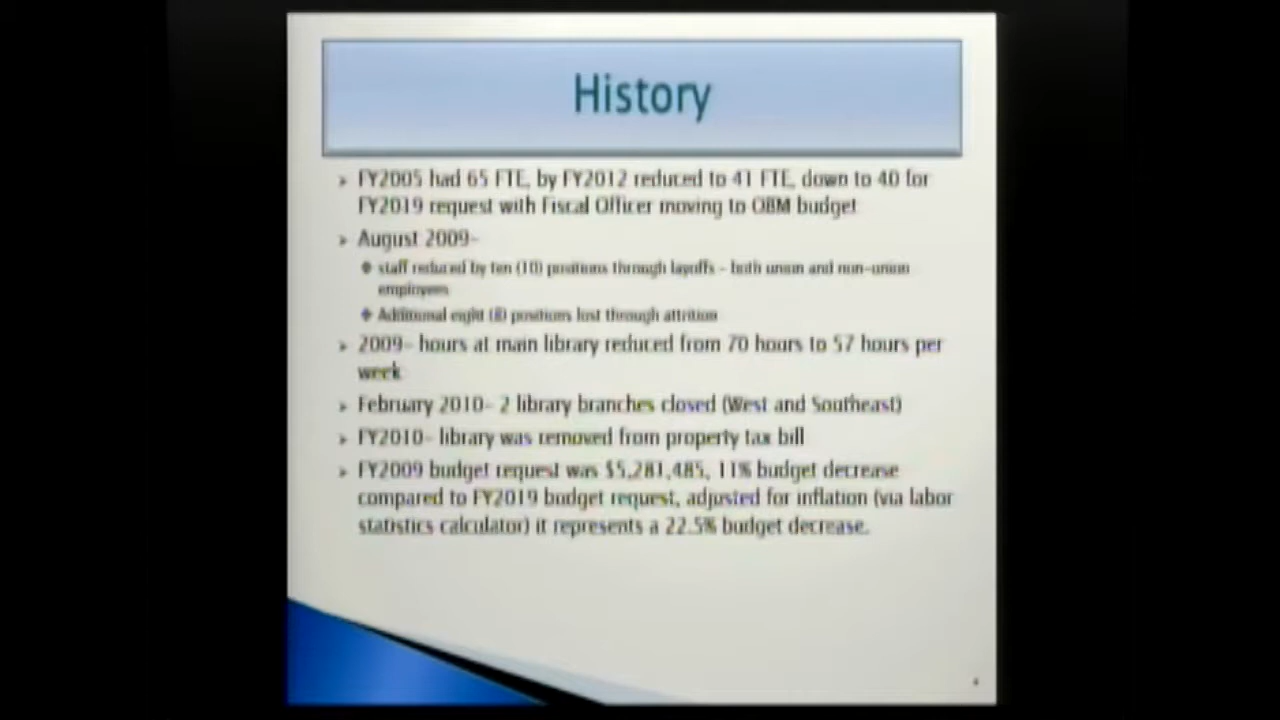 History
FY2005 had 65 FTE, by FY2012 reduced to 41 FTE, down to 40 for
FY2019 request with Fiscal Officer moving to OBM budget
August 2009-
staff reduced by ten (10) positions through layoffs - both union and non-union
employees
Additional eight (8) positions lost through attrition
2009- hours at main library reduced from 70 hours to 57 hours per
week
February 2010- 2 library branches closed (West and Southeast)
FY2010- library was removed from property tax bill
FY2009 budget request was $5,281,485, 11% budget decrease
compared to FY2019 budget request, adjusted for inflation (via labor
statistics calculator) it represents a 22.5% budget decrease.